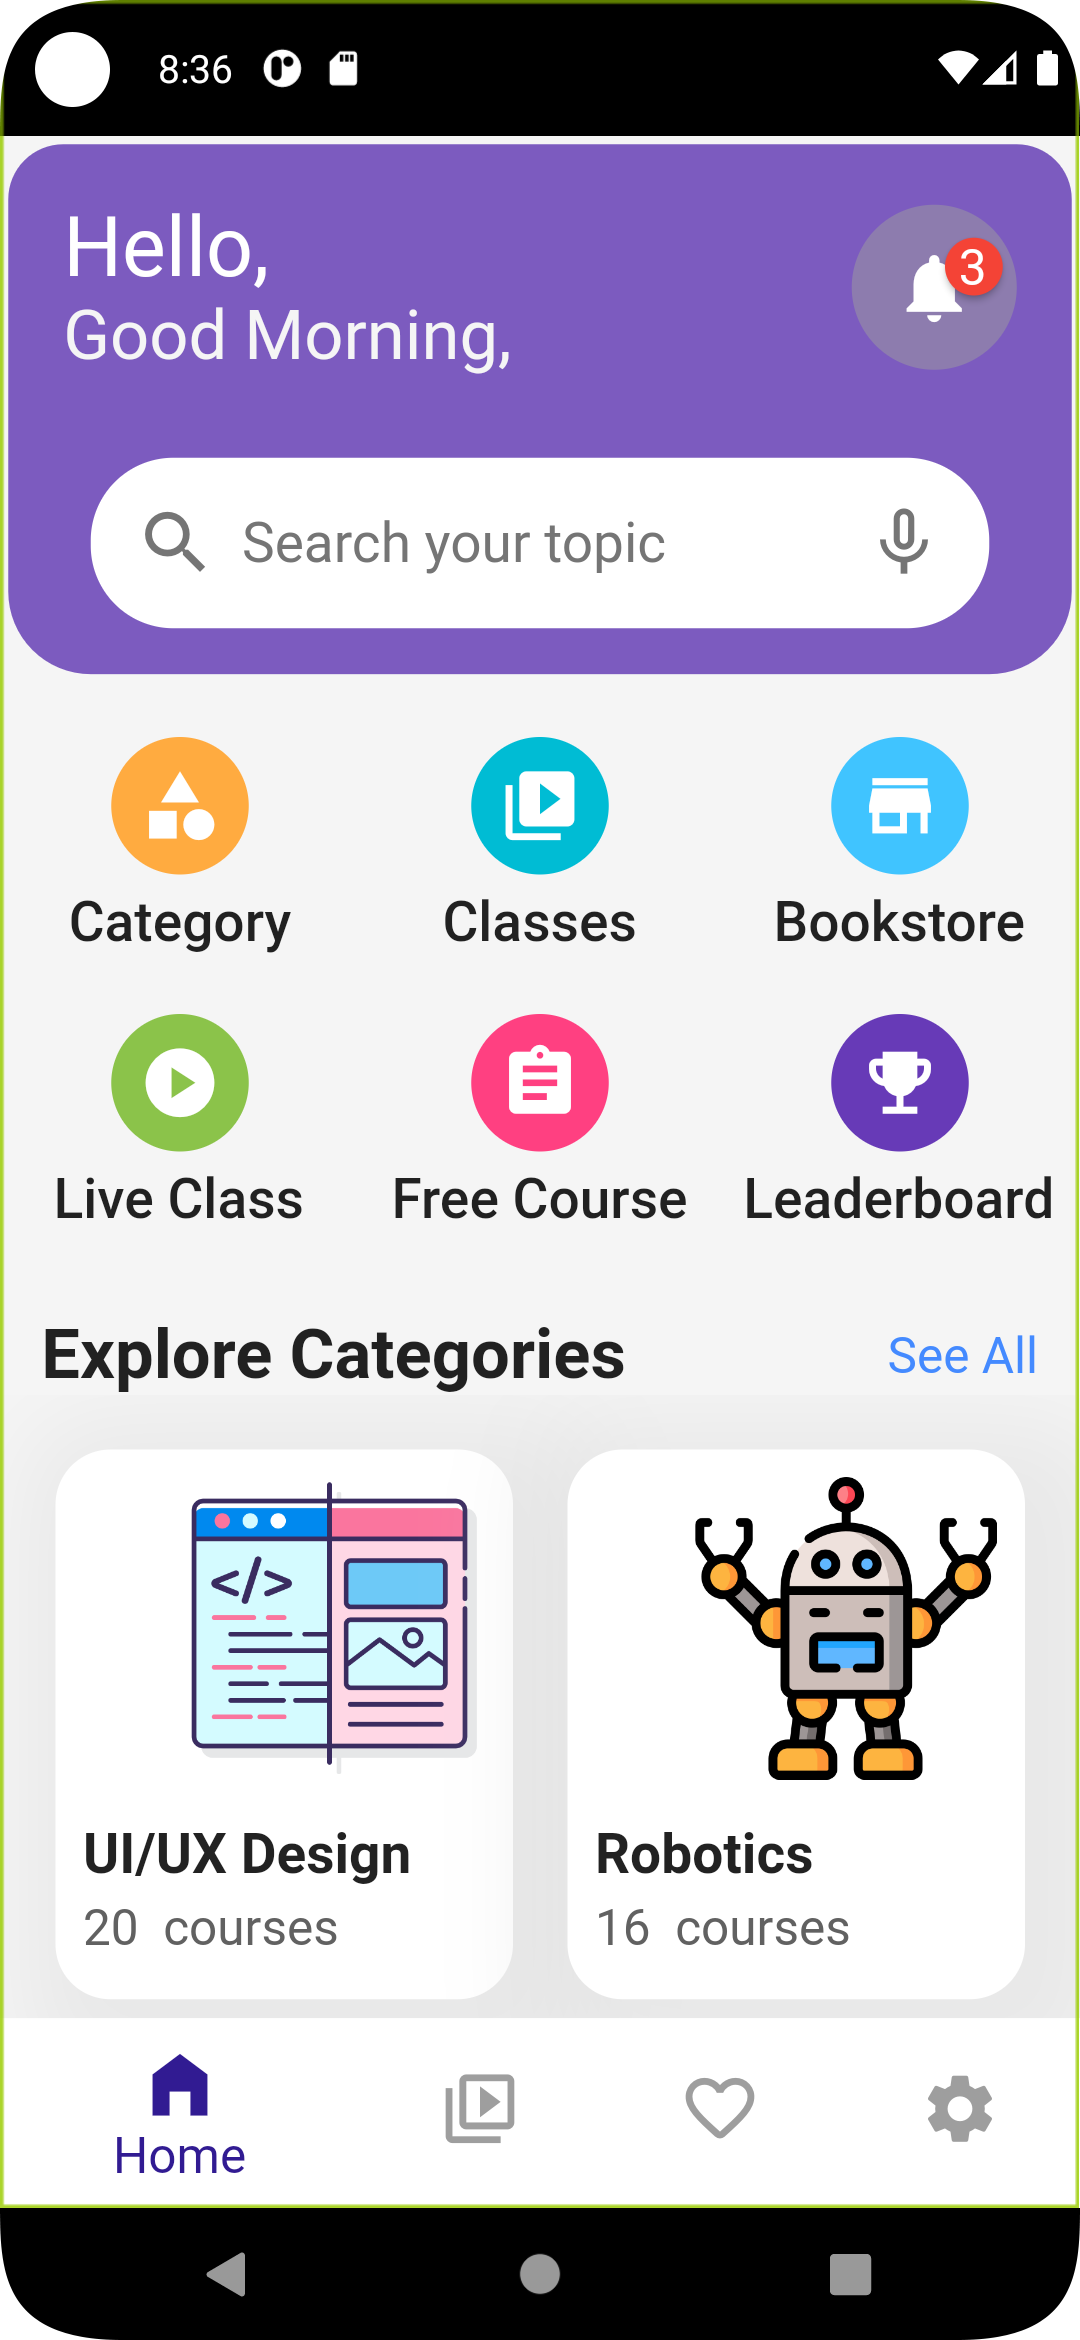 8:36
Hello,
3
Good Morning,
Search your topic
Category Classes Bookstore
Live Class Free Course Leaderboard
Explore Categories See All
</>
UI/UX Design Robotics
20 courses 16 courses
Home